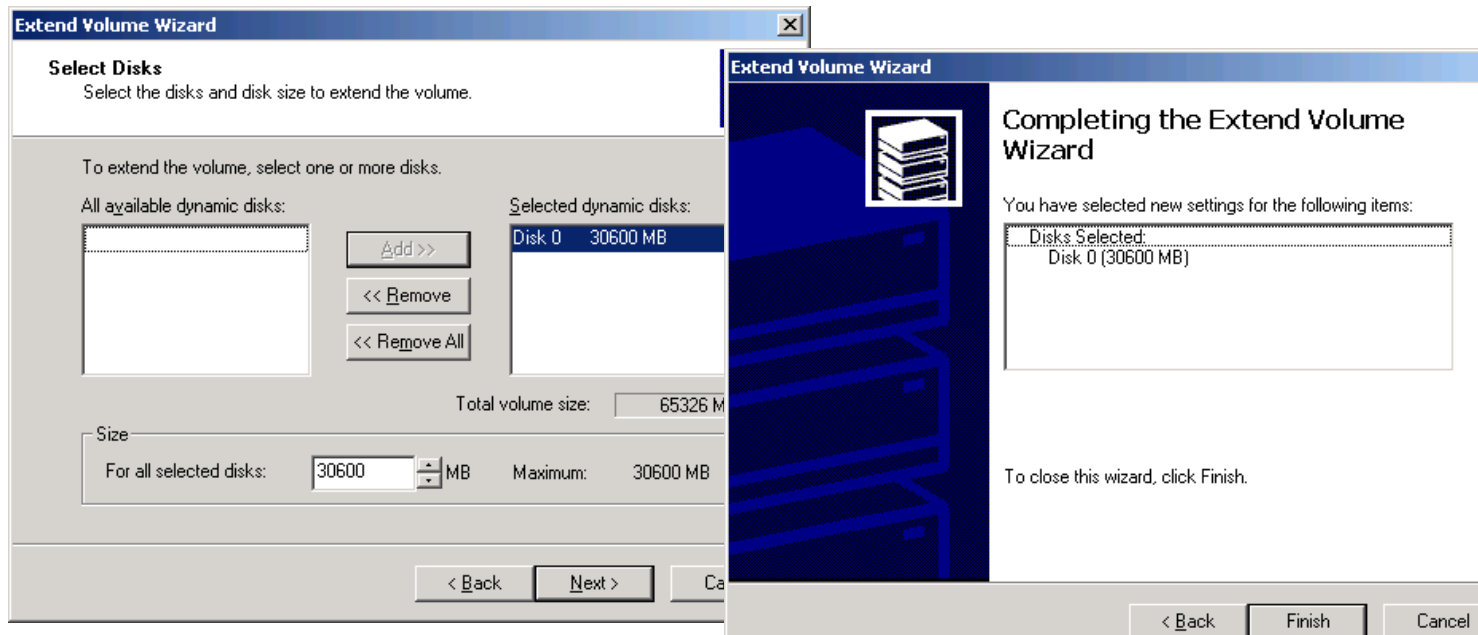 Extend Volume Wizard
Select Disks
Select the disks and disk size to extend the volume.
To extend the volume, select one or more disks.
All available dynamic disks:
Selected dynamic disks:
Disk 0 30600 MB
Add >>
<< Remove
<< Remove All
Total volume size: 65326 M
Size
For all selected disks: 30600 MB Maximum: 30600 MB
< Back Next > Ca
Extend Volume Wizard
Completing the Extend Volume
Wizard
You have selected new settings for the following items:
Disks Selected:
Disk 0 (30600 MB)
To close this wizard, click Finish.
< Back Finish Cancel